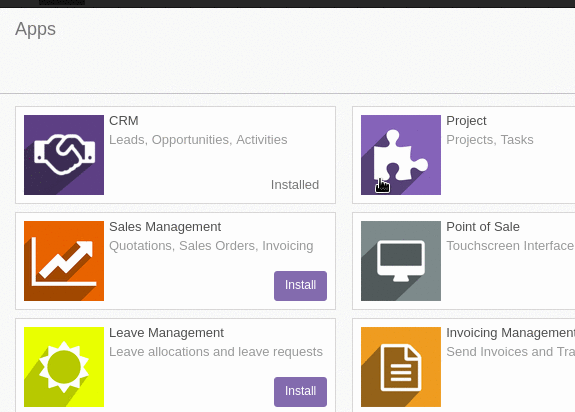 Apps
CRM
Leads, Opportunities, Activities
Installed
Project
Projects, Tasks
Sales Management
Quotations, Sales Orders, Invoicing
Install
Point of Sale
Touchscreen Interface
Leave Management
Leave allocations and leave requests
Install
Invoicing Management
Send Invoices and Tra